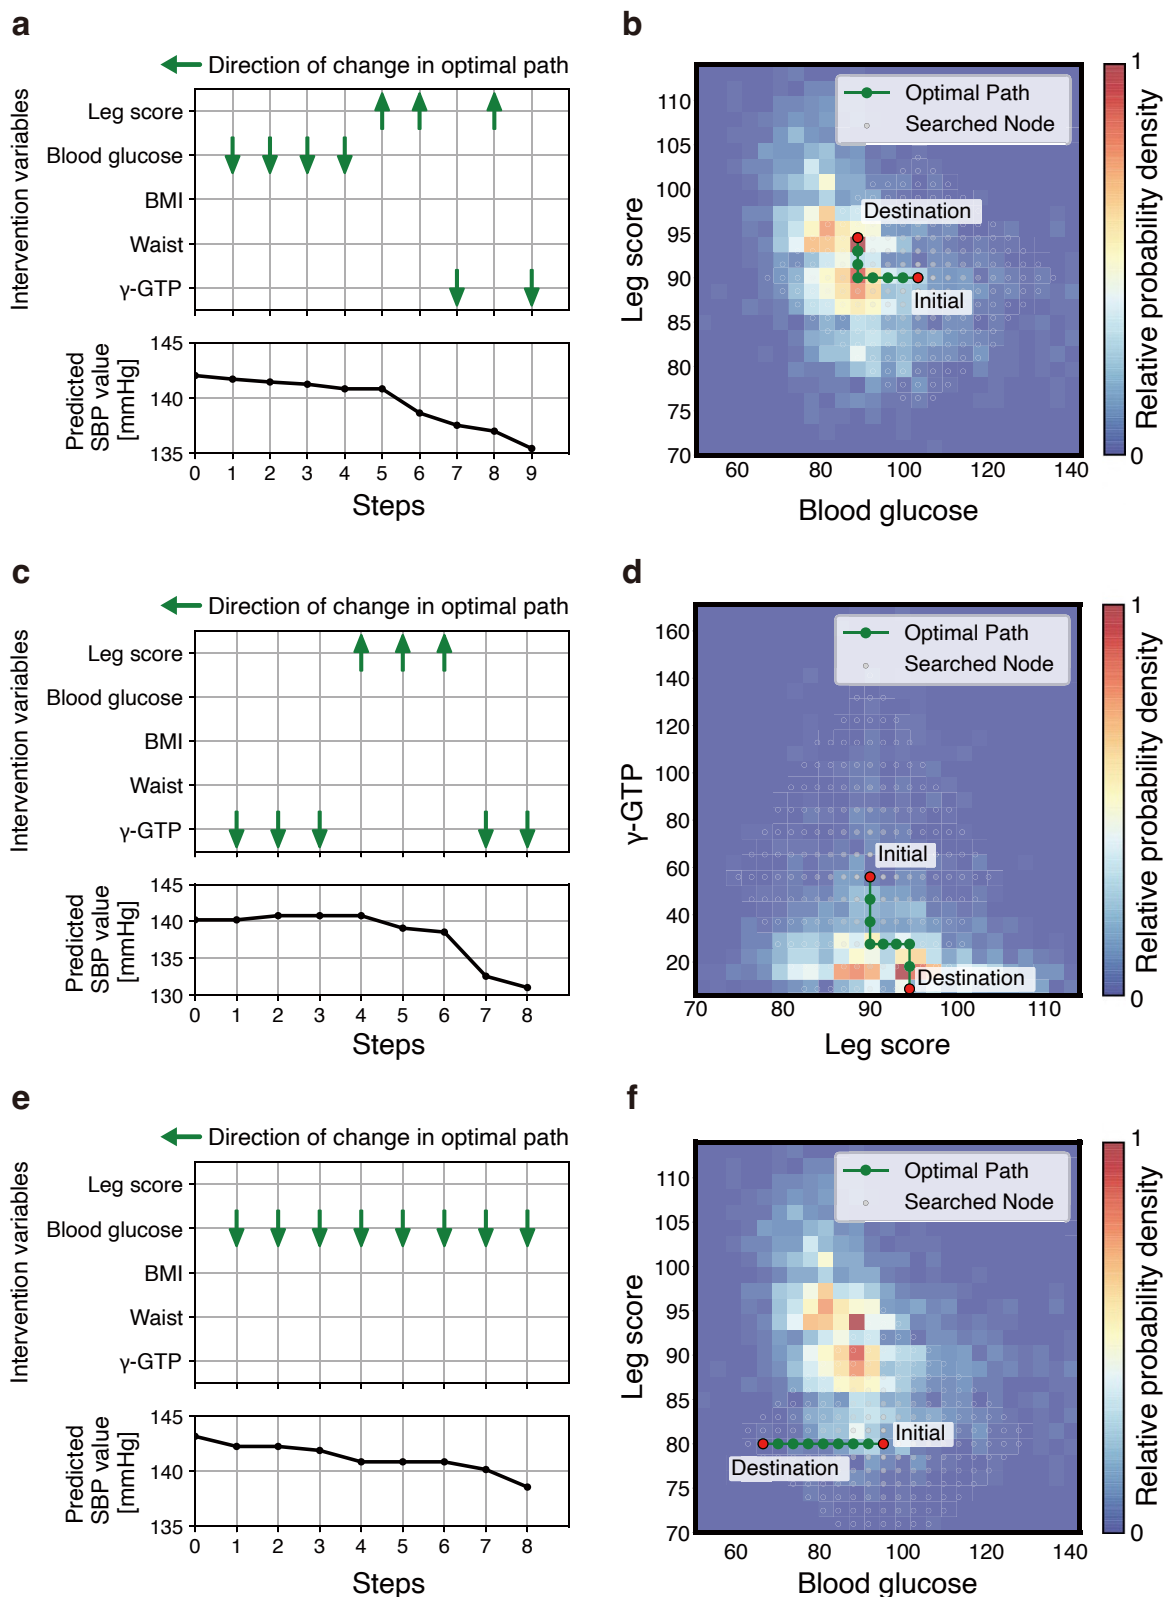 a
Direction of change in optimal path
Intervention variables
Leg score
Blood glucose
BMI
Waist
γ-GTP
Predicted
SBP value
[mmHg]
145
140
135
0 1 2 3 4 5 6 7 8 9
Steps
b
Optimal Path
Searched Node
Destination
Initial
Leg score
110
105
100
95
90
85
80
75
70
60 80 100 120 140
Blood glucose
1
0
Relative probability density
c
Direction of change in optimal path
Intervention variables
Leg score
Blood glucose
BMI
Waist
γ-GTP
Predicted
SBP value
[mmHg]
145
140
135
130
0 1 2 3 4 5 6 7 8
Steps
d
Optimal Path
Searched Node
Initial
Destination
γ-GTP
160
140
120
100
80
60
40
20
70 80 90 100 110
Leg score
1
0
Relative probability density
e
Direction of change in optimal path
Intervention variables
Leg score
Blood glucose
BMI
Waist
γ-GTP
Predicted
SBP value
[mmHg]
145
140
135
0 1 2 3 4 5 6 7 8
Steps
f
Optimal Path
Searched Node
Initial
Destination
Leg score
110
105
100
95
90
85
80
75
70
60 80 100 120 140
Blood glucose
1
0
Relative probability density